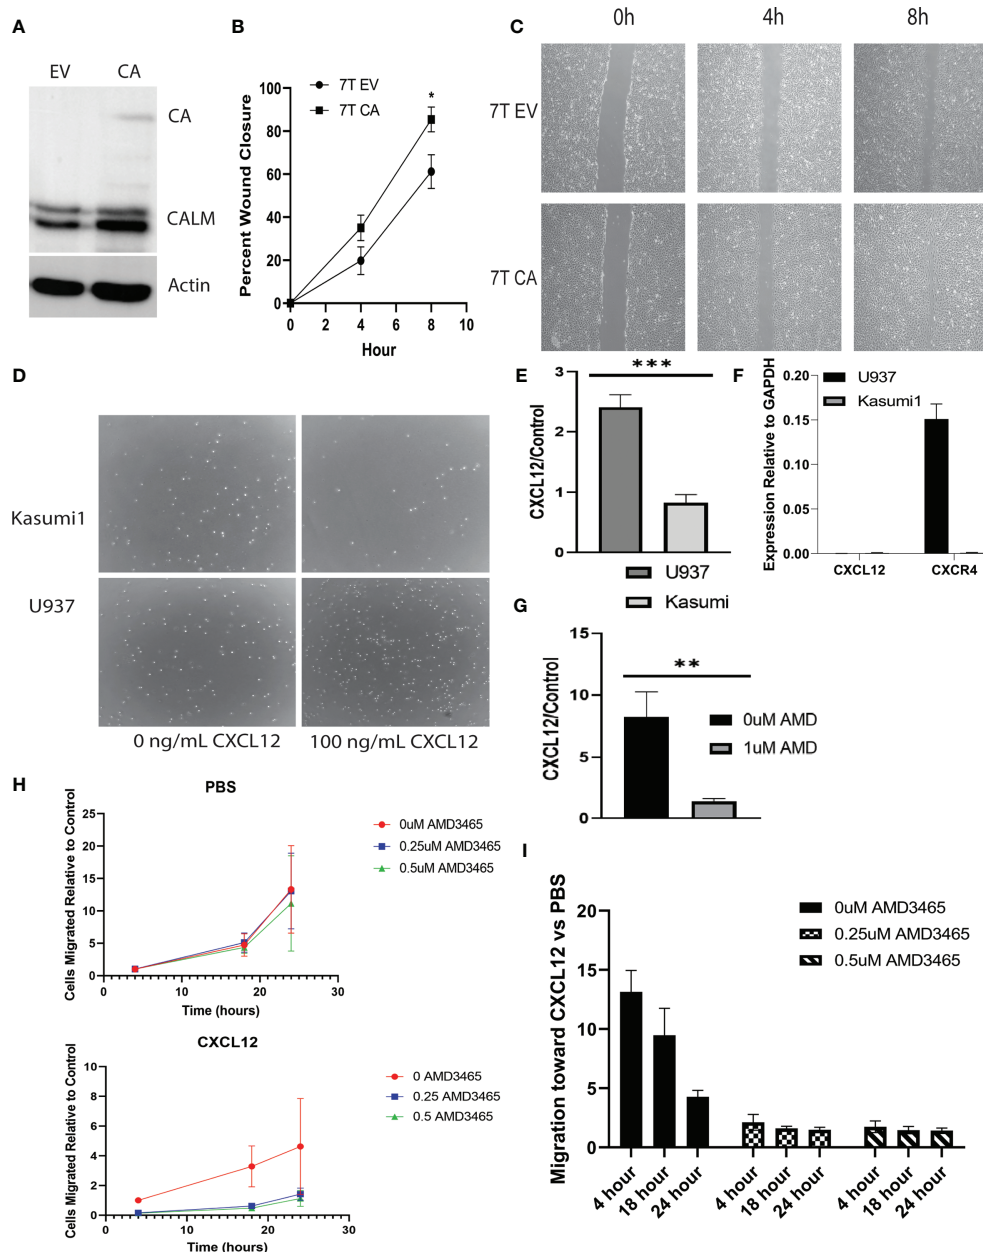 A
EV CA
CA
CALM
Actin
B
7T EV
7T CA
*
Percent Wound Closure
100
80
60
40
20
0
0 2 4 6 8 10
Hour
C
0h 4h 8h
7T EV
7T CA
D
Kasumi1
U937
0 ng/mL CXCL12 100 ng/mL CXCL12
E
***
CXCL12/Control
3
2
1
0
U937
Kasumi
F
U937
Kasumi1
Expression Relative to GAPDH
0.20
0.15
0.10
0.05
0.00
CXCL12 CXCR4
G
**
CXCL12/Control
15
10
5
0
0uM AMD
1uM AMD
H
PBS
Cells Migrated Relative to Control
25
20
15
10
5
0
0 10 20 30
Time (hours)
0uM AMD3465
0.25uM AMD3465
0.5uM AMD3465
CXCL12
Cells Migrated Relative to Control
10
8
6
4
2
0
0 10 20 30
Time (hours)
0 AMD3465
0.25 AMD3465
0.5 AMD3465
I
Migration toward CXCL12 vs PBS
20
15
10
5
0
0uM AMD3465
0.25uM AMD3465
0.5uM AMD3465
4 hour 18 hour 24 hour 4 hour 18 hour 24 hour 4 hour 18 hour 24 hour